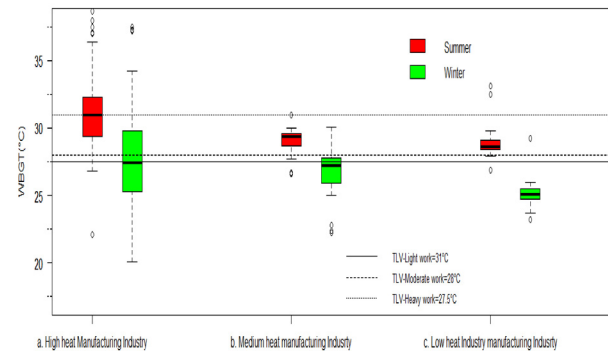 WBGT(°C)
35
30
25
20
Summer
Winter
TLV-Light work=31°C
TLV-Moderate work=28°C
TLV-Heavy work=27.5°C
a. High heat Manufacturing Industry
b. Medium heat manufacturing Indusrty
c. Low heat Industry manufacturing Indusrty